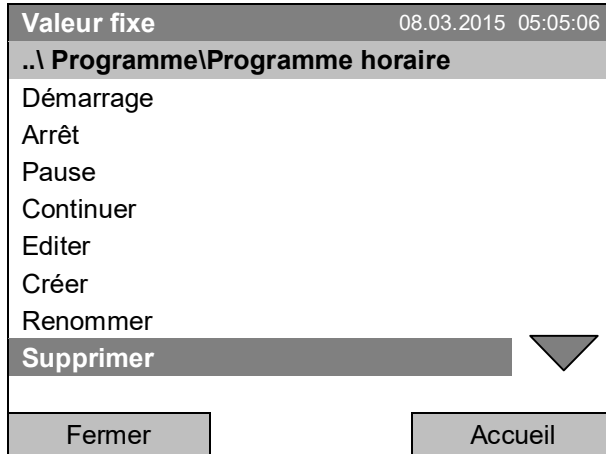 Valeur fixe 08.03.2015 05:05:06
..\ Programme\Programme horaire
Démarrage
Arrêt
Pause
Continuer
Editer
Créer
Renommer
Supprimer
Fermer Accueil